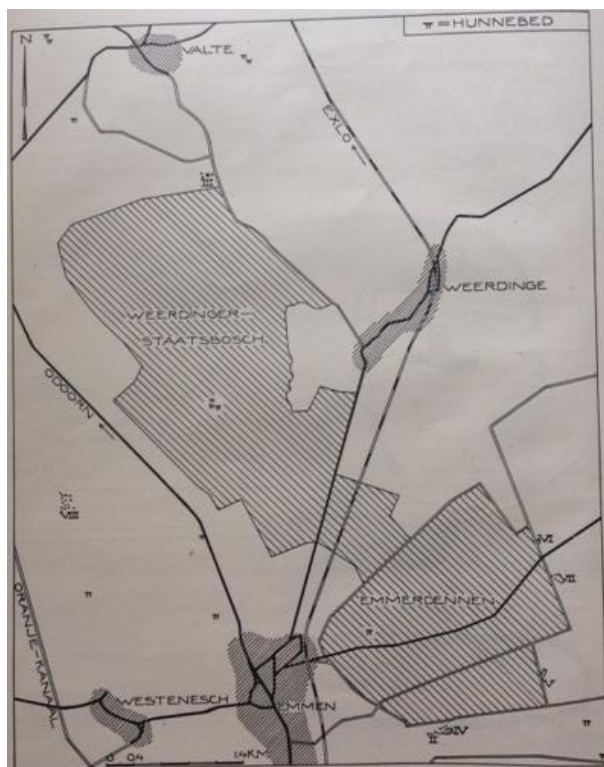 π = HUNNEBED
N
VALTE
EXLO
III
WEERDINGE
WEERDINGER-
STAATSBOSCH
ODOORN
VIII
VI
VII
EMMERDENNEN
ORANJE-KANAAL
WESTENESCH
EMMEN
V
II
IV
0 0,4 1.4 KM.